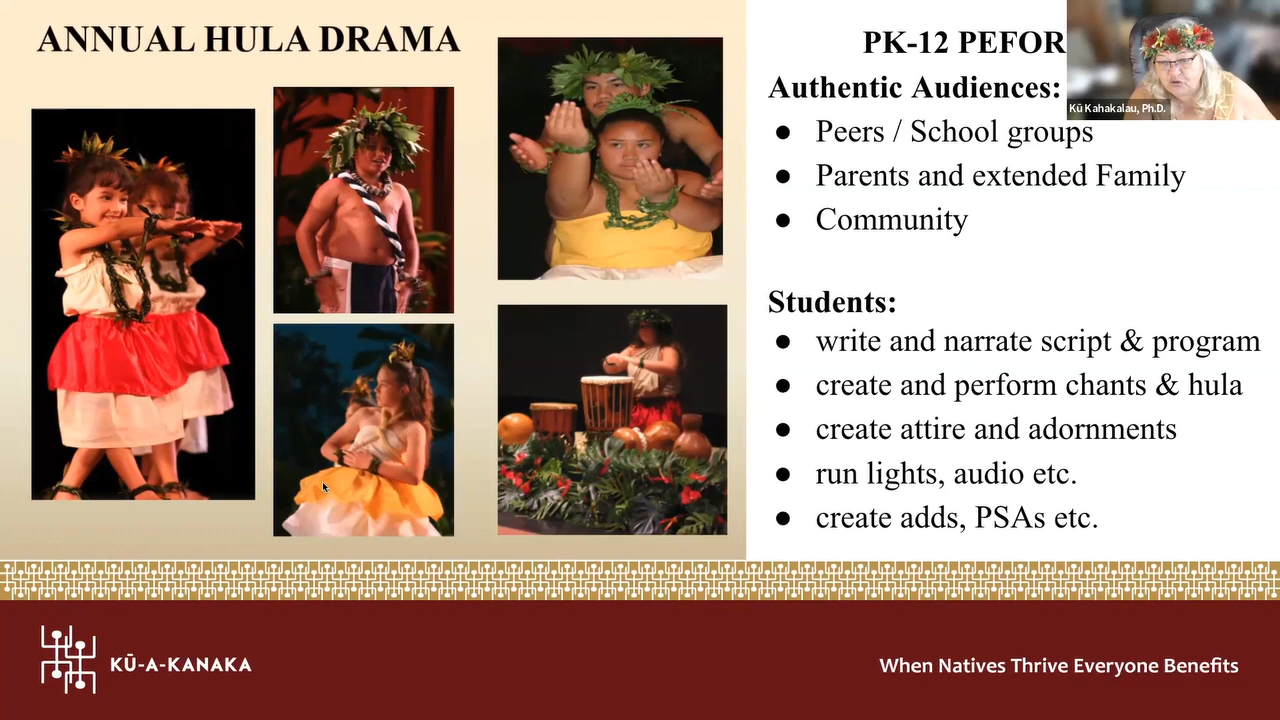 ANNUAL HULA DRAMA
PK-12 PEFOR
Kū Kahakalau, Ph.D.
Authentic Audiences:
● Peers / School groups
● Parents and extended Family
● Community
Students:
● write and narrate script & program
● create and perform chants & hula
● create attire and adornments
● run lights, audio etc.
● create adds, PSAs etc.
KŪ-A-KANAKA
When Natives Thrive Everyone Benefits